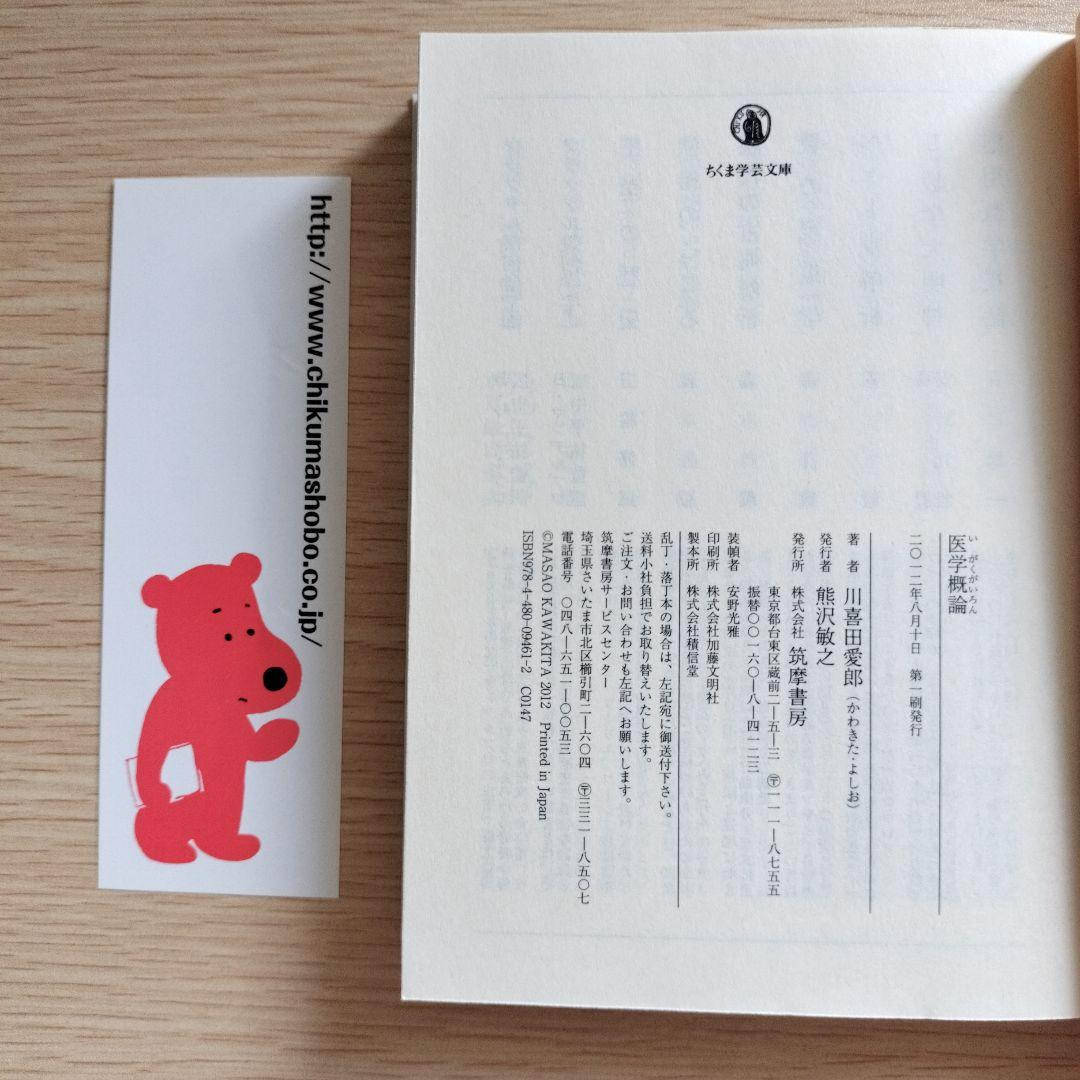 http://www.chikumashobo.co.jp/
ちくま学芸文庫
医学概論
い がくがいろん
二〇一二年八月十日 第一刷発行
著 者 川喜田愛郎（かわきた・よしお）
発行者 熊沢敏之
発行所 株式会社 筑摩書房
東京都台東区蔵前二―五―三 〒一一一―八七五五
振替〇〇一六〇―八―四一二三
装幀者 安野光雅
印刷所 株式会社加藤文明社
製本所 株式会社積信堂
乱丁・落丁本の場合は、左記宛に御送付下さい。
送料小社負担でお取り替えいたします。
ご注文・お問い合わせも左記へお願いします。
筑摩書房サービスセンター
埼玉県さいたま市北区櫛引町二―六〇四 〒三三一―八五〇七
電話番号 〇四八―六五一―〇〇五三
©MASAO KAWAKITA 2012 Printed in Japan
ISBN978-4-480-09461-2 C0147